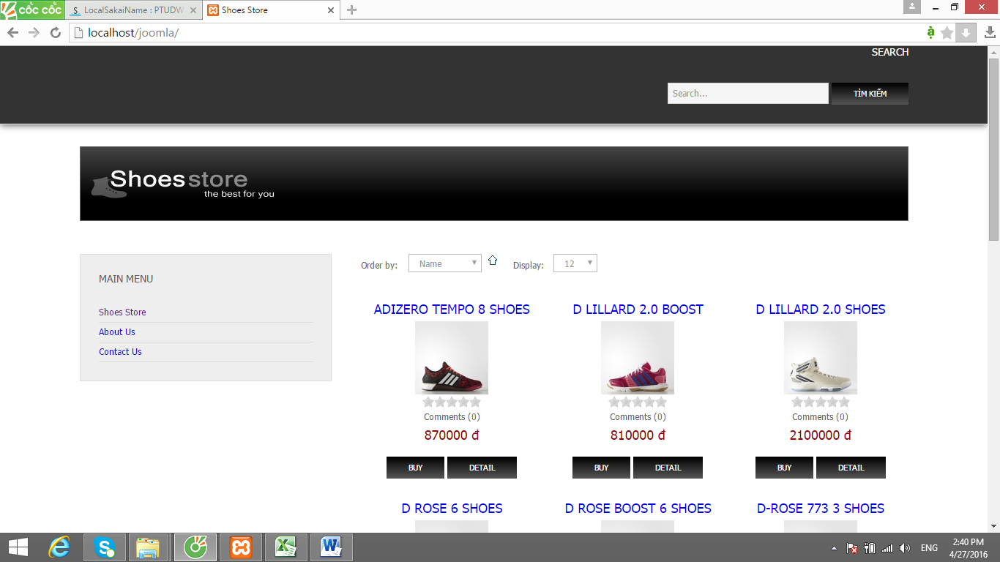 CỐC CỐC
LocalSakaiName : PTUDW
Shoes Store
localhost/joomla/
SEARCH
Search...
TÌM KIẾM
Shoes store
the best for you
MAIN MENU
Shoes Store
About Us
Contact Us
Order by: Name Display: 12
ADIZERO TEMPO 8 SHOES
D LILLARD 2.0 BOOST
D LILLARD 2.0 SHOES
Comments (0)
Comments (0)
Comments (0)
870000 đ
810000 đ
2100000 đ
BUY DETAIL
BUY DETAIL
BUY DETAIL
D ROSE 6 SHOES
D ROSE BOOST 6 SHOES
D-ROSE 773 3 SHOES
ENG
2:40 PM
4/27/2016